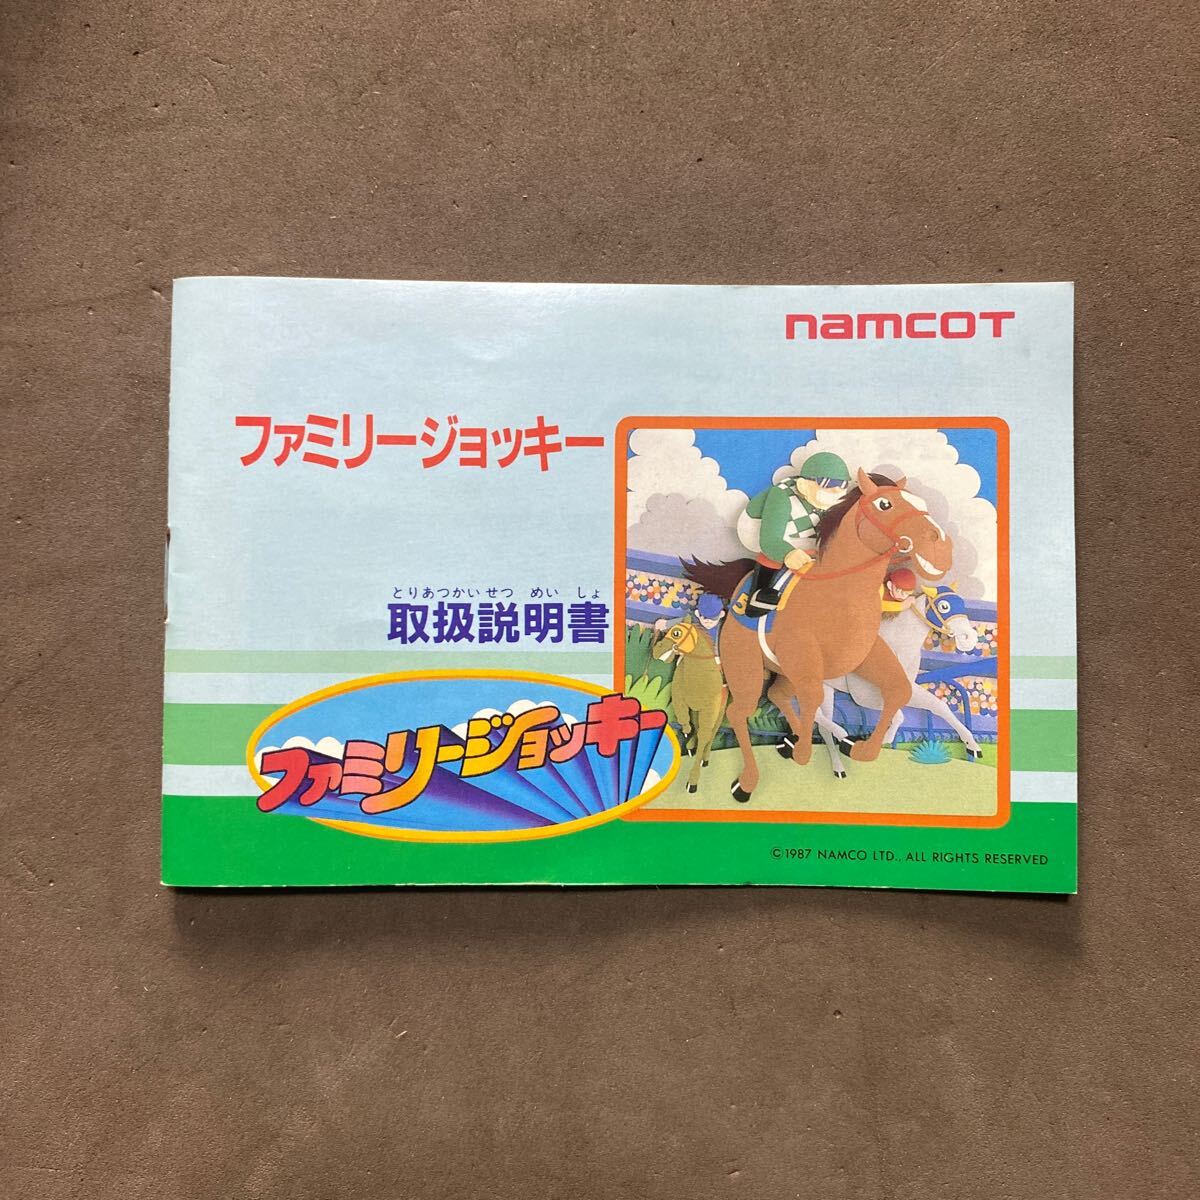 namcoT
ファミリージョッキー
とりあつかいせつ めい しょ
取扱説明書
ファミリージョッキー
5
©1987 NAMCO LTD., ALL RIGHTS RESERVED